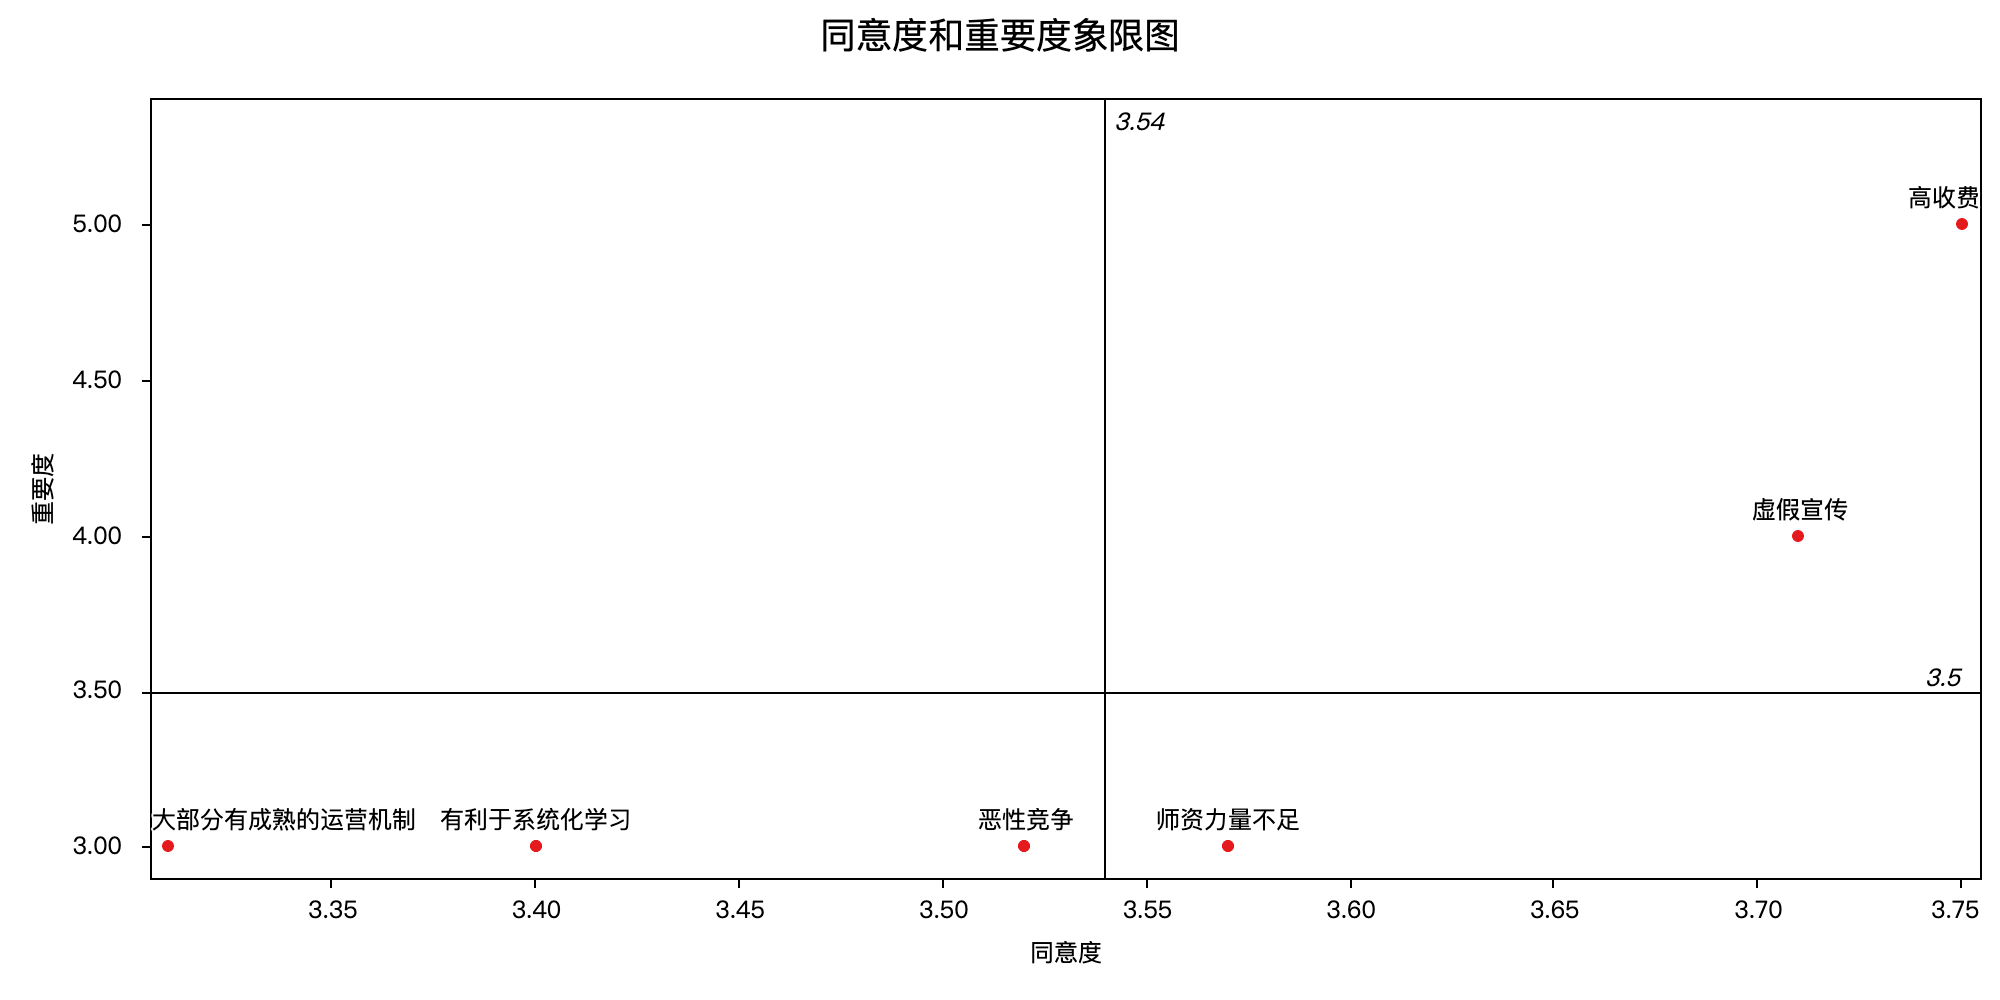 同意度和重要度象限图
3.54
高收费
5.00
4.50
虚假宣传
4.00
重要度
3.5
3.50
大部分有成熟的运营机制
有利于系统化学习
恶性竞争
师资力量不足
3.00
3.35
3.40
3.45
3.50
3.55
3.60
3.65
3.70
3.75
同意度